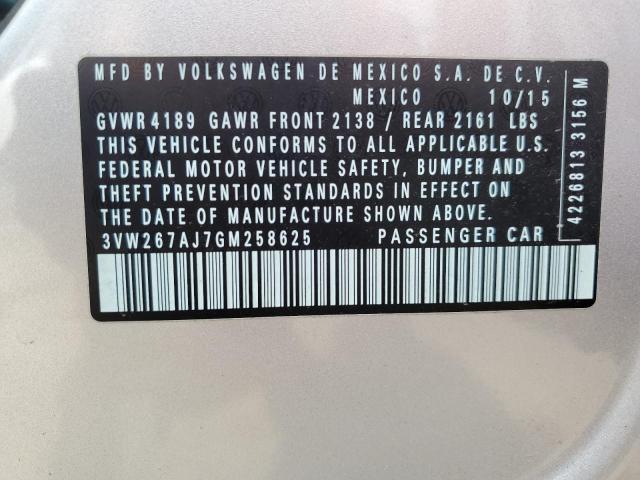 MFD BY VOLKSWAGEN DE MEXICO S.A. DE C.V.
MEXICO 10/15
GVWR 4189 GAWR FRONT 2138 / REAR 2161 LBS
THIS VEHICLE CONFORMS TO ALL APPLICABLE U.S.
FEDERAL MOTOR VEHICLE SAFETY, BUMPER AND
THEFT PREVENTION STANDARDS IN EFFECT ON
THE DATE OF MANUFACTURE SHOWN ABOVE.
3VW267AJ7GM258625 PASSENGER CAR
4226813 3156 M